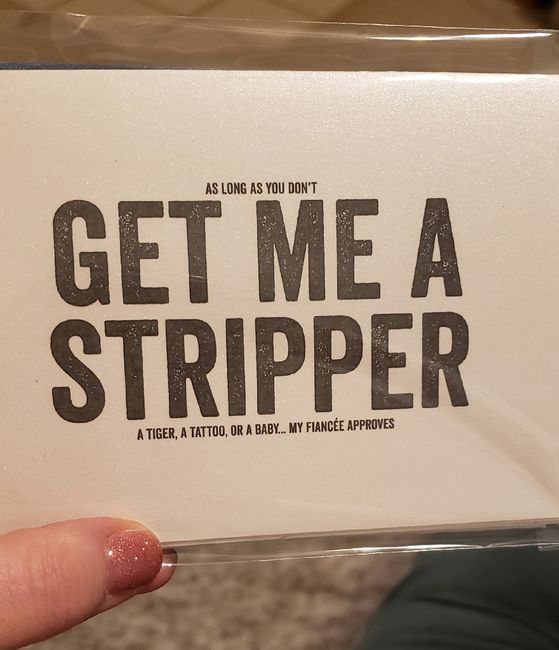 AS LONG AS YOU DON'T
GET ME A
STRIPPER
A TIGER, A TATTOO, OR A BABY... MY FIANCÉE APPROVES